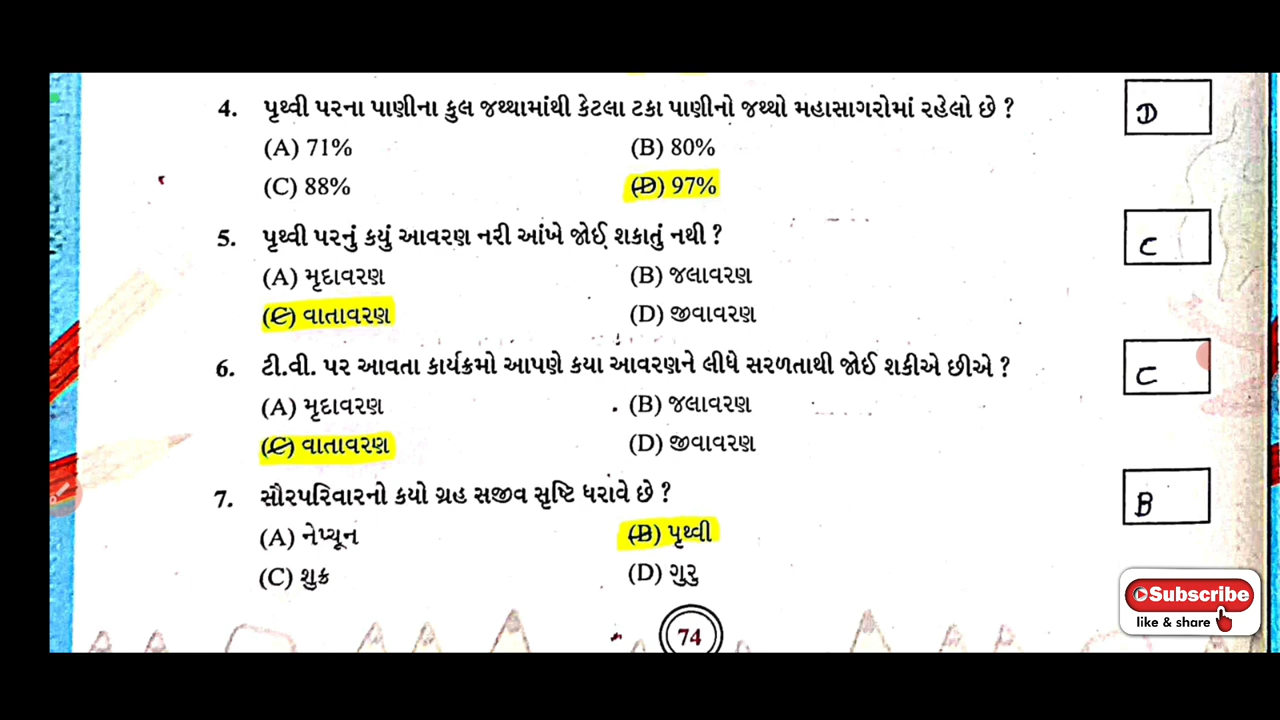 4. પૃથ્વી પરના પાણીના કુલ જથ્થામાંથી કેટલા ટકા પાણીનો જથ્થો મહાસાગરોમાં રહેલો છે ? D
(A) 71% (B) 80%
(C) 88% (D) 97%
5. પૃથ્વી પરનું કયું આવરણ નરી આંખે જોઈ શકાતું નથી ? C
(A) મૃદાવરણ (B) જલાવરણ
(C) વાતાવરણ (D) જીવાવરણ
6. ટી.વી. પર આવતા કાર્યક્રમો આપણે કયા આવરણને લીધે સરળતાથી જોઈ શકીએ છીએ ? C
(A) મૃદાવરણ (B) જલાવરણ
(C) વાતાવરણ (D) જીવાવરણ
7. સૌરપરિવારનો કયો ગ્રહ સજીવ સૃષ્ટિ ધરાવે છે ? B
(A) નેપ્ચૂન (B) પૃથ્વી
(C) શુક્ર (D) ગુરુ
Subscribe
like & share
74